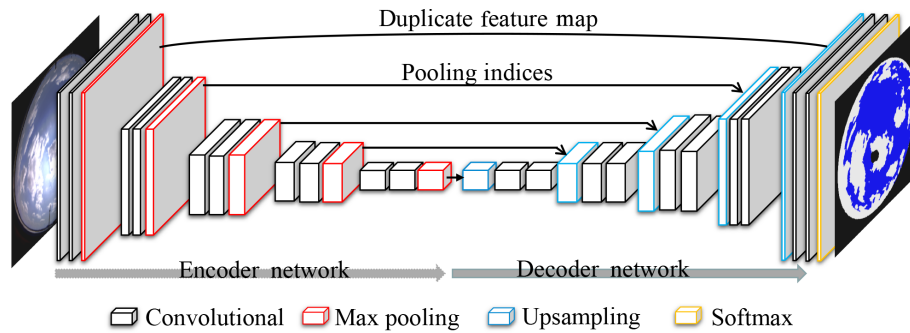 Duplicate feature map
Pooling indices
Encoder network
Decoder network
Convolutional
Max pooling
Upsampling
Softmax